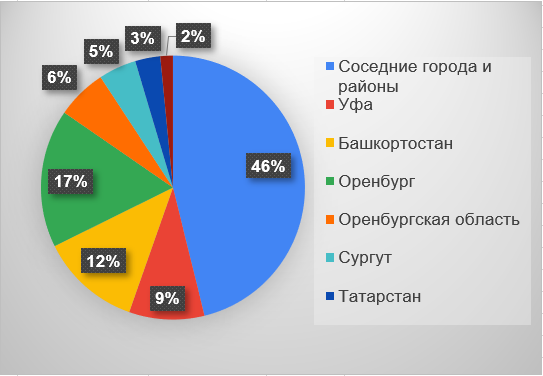 2%
3%
5%
6%
17%
12%
9%
46%
Соседние города и
районы
Уфа
Башкортостан
Оренбург
Оренбургская область
Сургут
Татарстан